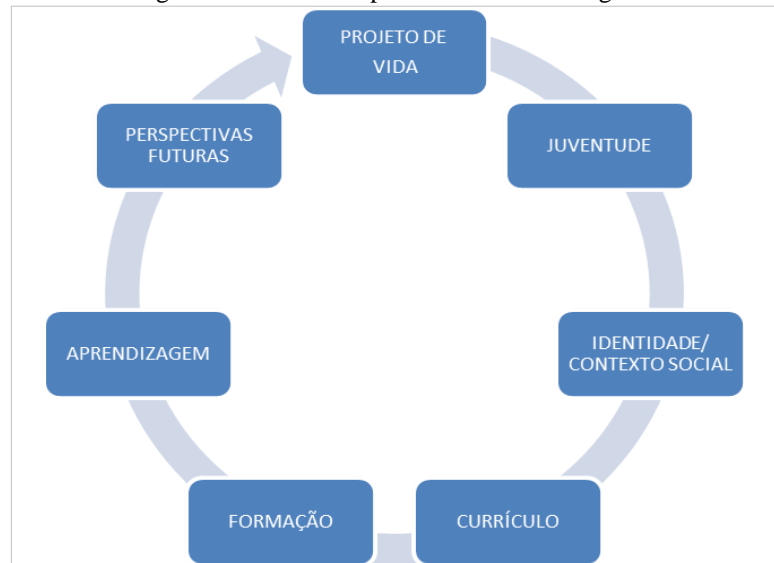 PROJETO DE
VIDA
JUVENTUDE
IDENTIDADE/
CONTEXTO SOCIAL
CURRÍCULO
FORMAÇÃO
APRENDIZAGEM
PERSPECTIVAS
FUTURAS